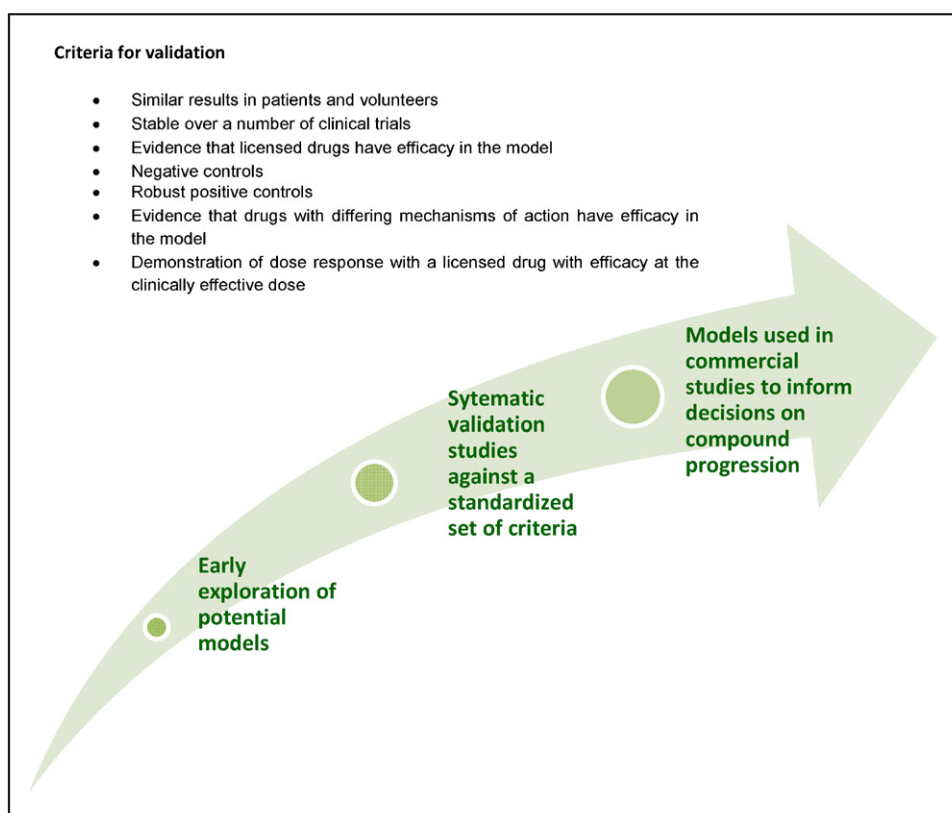 Criteria for validation
• Similar results in patients and volunteers
• Stable over a number of clinical trials
• Evidence that licensed drugs have efficacy in the model
• Negative controls
• Robust positive controls
• Evidence that drugs with differing mechanisms of action have efficacy in
the model
• Demonstration of dose response with a licensed drug with efficacy at the
clinically effective dose
Early
exploration of
potential
models
Sytematic
validation
studies
against a
standardized
set of criteria
Models used in
commercial
studies to inform
decisions on
compound
progression